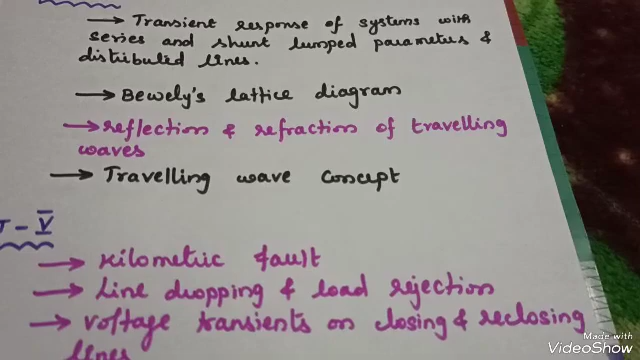 → Transient response of systems with
series and shunt lumped parameters &
distributed lines.
→ Bewely's lattice diagram
→ reflection & refraction of travelling
waves
→ Travelling wave concept
T - V
→ Kilometric fault
→ Line dropping & load rejection
→ Voltage transients on closing & reclosing
lines
Made with
VideoShow